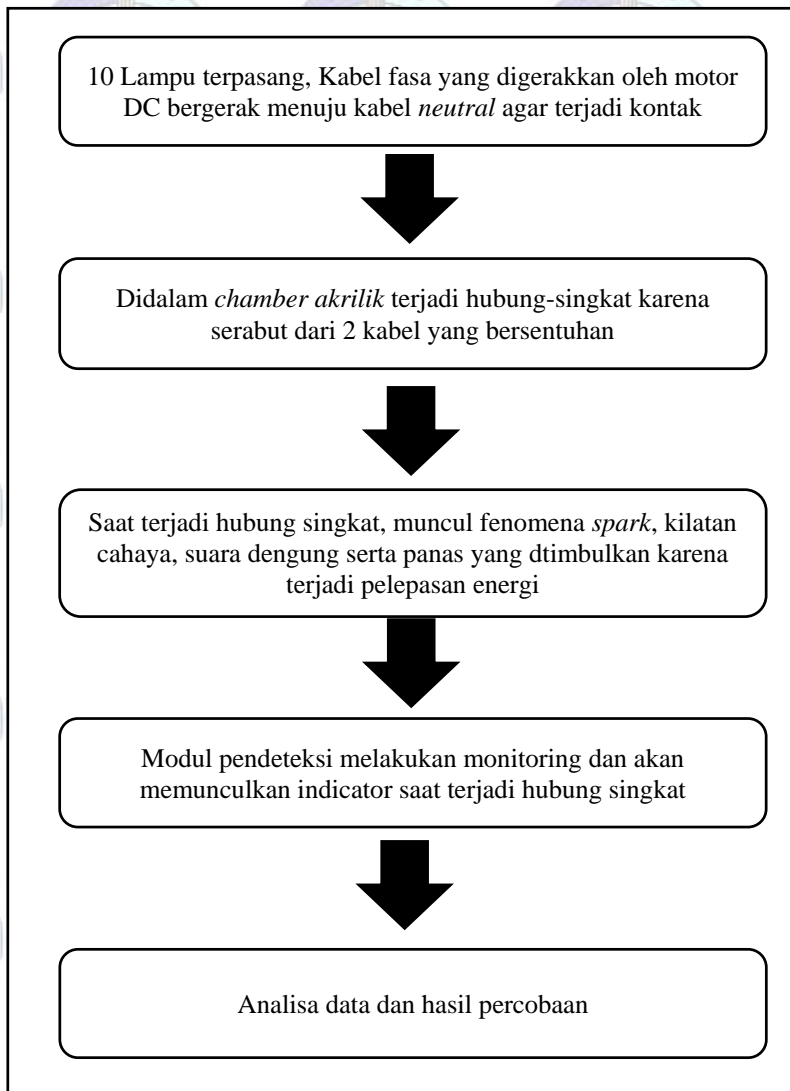 10 Lampu terpasang, Kabel fasa yang digerakkan oleh motor
DC bergerak menuju kabel neutral agar terjadi kontak
Didalam chamber akrilik terjadi hubung-singkat karena
serabut dari 2 kabel yang bersentuhan
Saat terjadi hubung singkat, muncul fenomena spark, kilatan
cahaya, suara dengung serta panas yang dtimbulkan karena
terjadi pelepasan energi
Modul pendeteksi melakukan monitoring dan akan
memunculkan indicator saat terjadi hubung singkat
Analisa data dan hasil percobaan